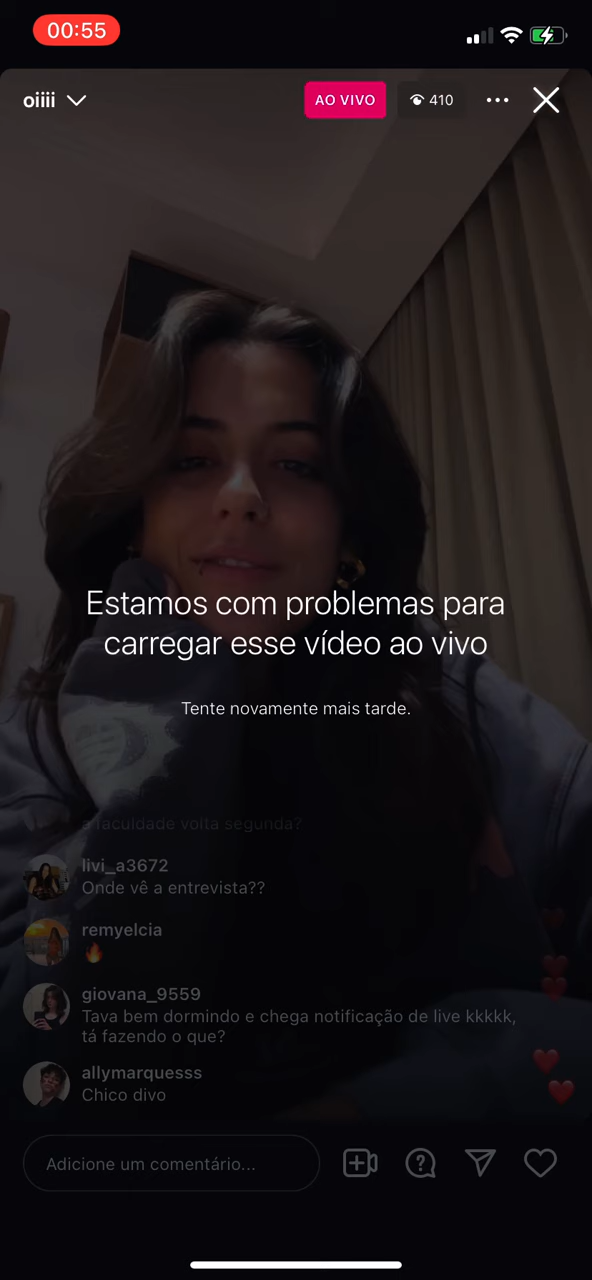 00:55
oiiii
AO VIVO
410
Estamos com problemas para
carregar esse vídeo ao vivo
Tente novamente mais tarde.
a faculdade volta segunda?
livi_a3672
Onde vê a entrevista??
remyelcia
🔥
giovana_9559
Tava bem dormindo e chega notificação de live kkkkk,
tá fazendo o que?
allymarquesss
Chico divo
Adicione um comentário...